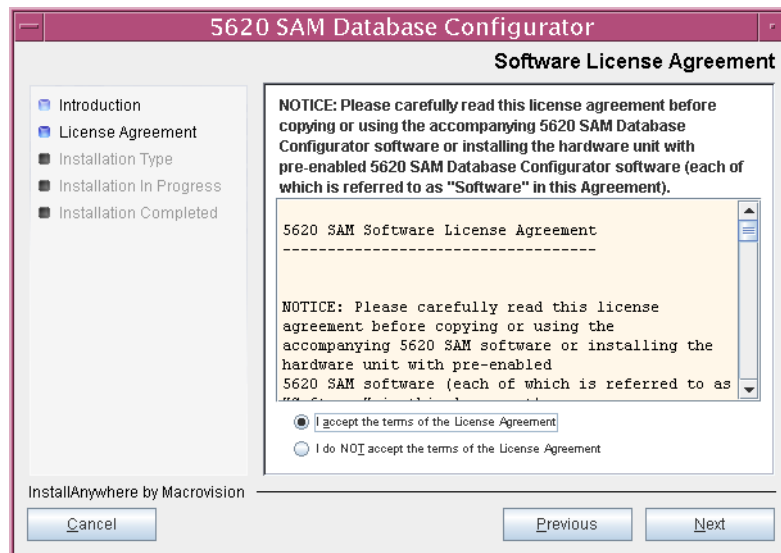 5620 SAM Database Configurator
Software License Agreement
Introduction
License Agreement
Installation Type
Installation In Progress
Installation Completed
NOTICE: Please carefully read this license agreement before
copying or using the accompanying 5620 SAM Database
Configurator software or installing the hardware unit with
pre-enabled 5620 SAM Database Configurator software (each of
which is referred to as "Software" in this Agreement).
5620 SAM Software License Agreement
-----------------------------------
NOTICE: Please carefully read this license
agreement before copying or using the
accompanying 5620 SAM software or installing the
hardware unit with pre-enabled
5620 SAM software (each of which is referred to as
I accept the terms of the License Agreement
I do NOT accept the terms of the License Agreement
InstallAnywhere by Macrovision
Cancel
Previous
Next